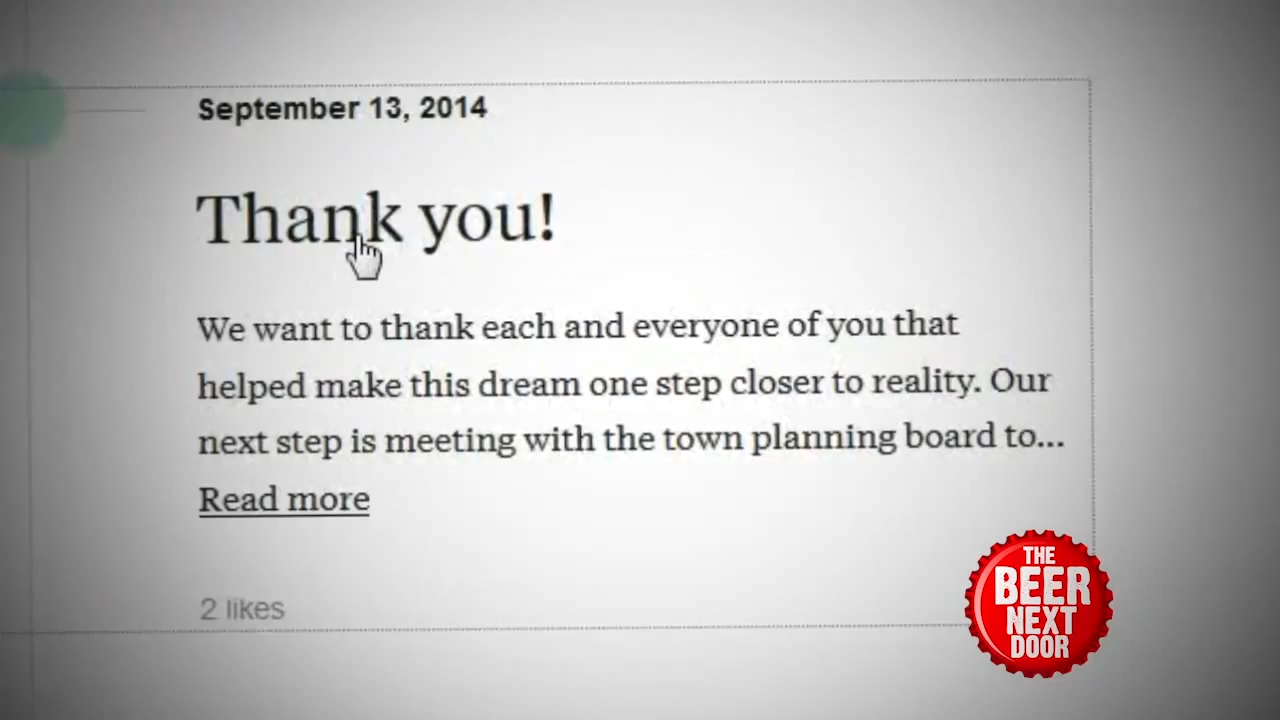 September 13, 2014
Thank you!
We want to thank each and everyone of you that
helped make this dream one step closer to reality. Our
next step is meeting with the town planning board to...
Read more
2 likes
THE
BEER
NEXT
DOOR